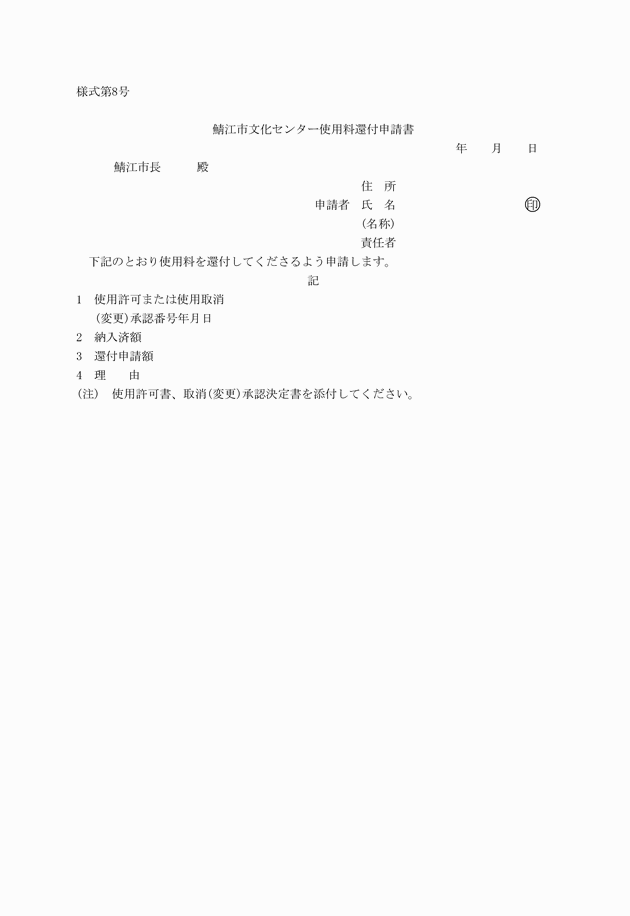 様式第8号
鯖江市文化センター使用料還付申請書
年　　月　　日
鯖江市長　　　殿
住　所
申請者　氏　名　　　　　　　　　　　㊞
(名称)
責任者
下記のとおり使用料を還付してくださるよう申請します。
記
1　使用許可または使用取消
(変更)承認番号年月日
2　納入済額
3　還付申請額
4　理　　由
(注)　使用許可書、取消(変更)承認決定書を添付してください。